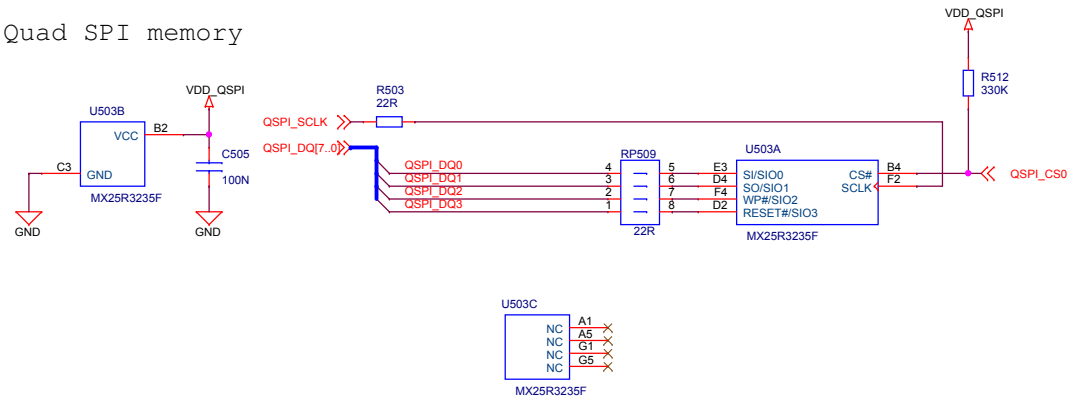 Quad SPI memory
VDD_QSPI
R512
330K
VDD_QSPI
U503B
VCC
B2
C3
GND
MX25R3235F
C505
100N
GND
GND
R503
22R
QSPI_SCLK
QSPI_DQ[7..0]
QSPI_DQ0
QSPI_DQ1
QSPI_DQ2
QSPI_DQ3
RP509
4 5
3 6
2 7
1 8
22R
U503A
E3 SI/SIO0 CS# B4
D4 SO/SIO1 SCLK F2
F4 WP#/SIO2
D2 RESET#/SIO3
MX25R3235F
QSPI_CS0
U503C
NC A1
NC A5
NC G1
NC G5
MX25R3235F